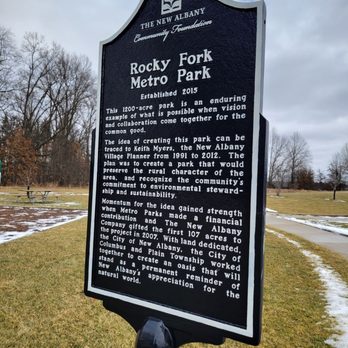 THE NEW ALBANY
Community Foundation
Rocky Fork
Metro Park
Established 2015
This 1200-acre park is an enduring
example of what is possible when vision
and collaboration come together for the
common good.
The idea of creating this park can be
traced to Keith Myers, the New Albany
Village Planner from 1991 to 2012. The
plan was to create a park that would
preserve the rural character of the
area, and recognize the community's
commitment to environmental steward-
ship and sustainability.
Momentum for the idea gained strength
when Metro Parks made a financial
contribution and The New Albany
Company gifted the first 107 acres to
the project in 2007. With land dedicated,
the City of New Albany, the City of
Columbus and Plain Township worked
together to create an oasis that will
stand as a permanent reminder of
New Albany's appreciation for the
natural world.